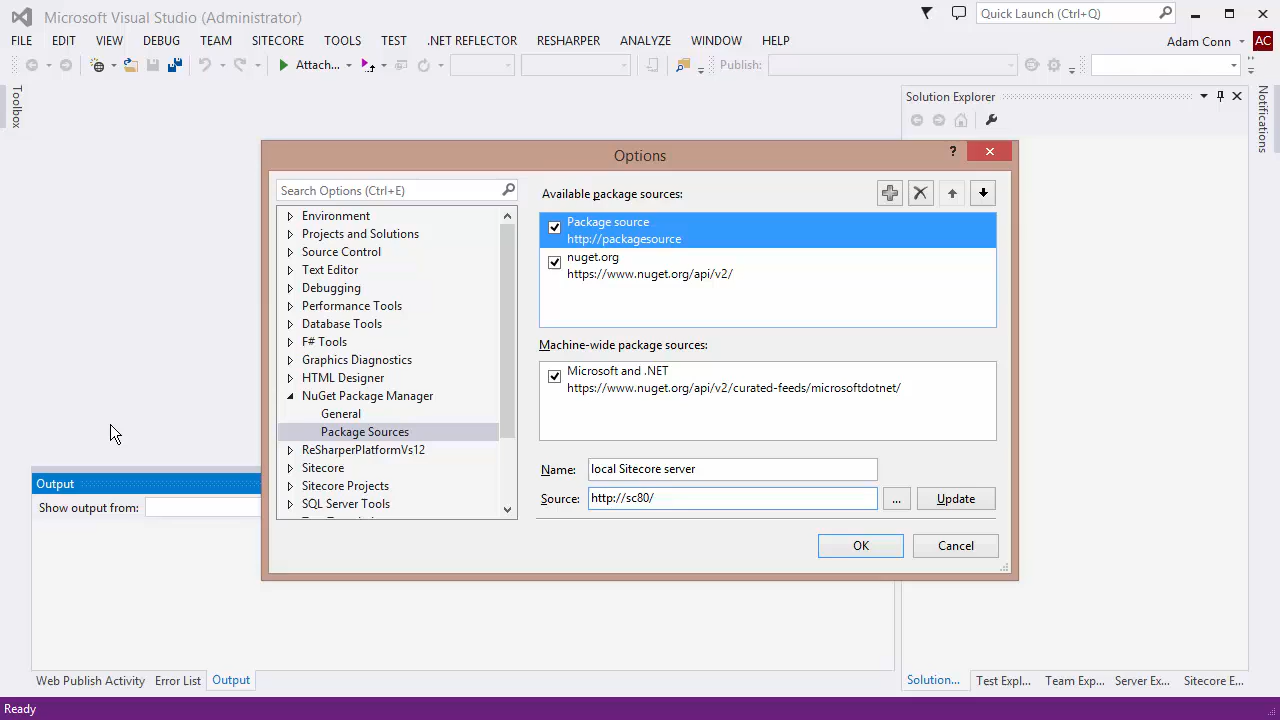 Microsoft Visual Studio (Administrator)
Quick Launch (Ctrl+Q)
FILE EDIT VIEW DEBUG TEAM SITECORE TOOLS TEST .NET REFLECTOR RESHARPER ANALYZE WINDOW HELP
Adam Conn AC
Attach...
Publish:
Toolbox
Solution Explorer
Notifications
Options
?
Search Options (Ctrl+E)
Environment
Projects and Solutions
Source Control
Text Editor
Debugging
Performance Tools
Database Tools
F# Tools
Graphics Diagnostics
HTML Designer
NuGet Package Manager
General
Package Sources
ReSharperPlatformVs12
Sitecore
Sitecore Projects
SQL Server Tools
Available package sources:
Package source
http://packagesource
nuget.org
https://www.nuget.org/api/v2/
Machine-wide package sources:
Microsoft and .NET
https://www.nuget.org/api/v2/curated-feeds/microsoftdotnet/
Name: local Sitecore server
Source: http://sc80/ ... Update
OK Cancel
Output
Show output from:
Web Publish Activity Error List Output
Solution... Test Expl... Team Exp... Server Ex... Sitecore E...
Ready